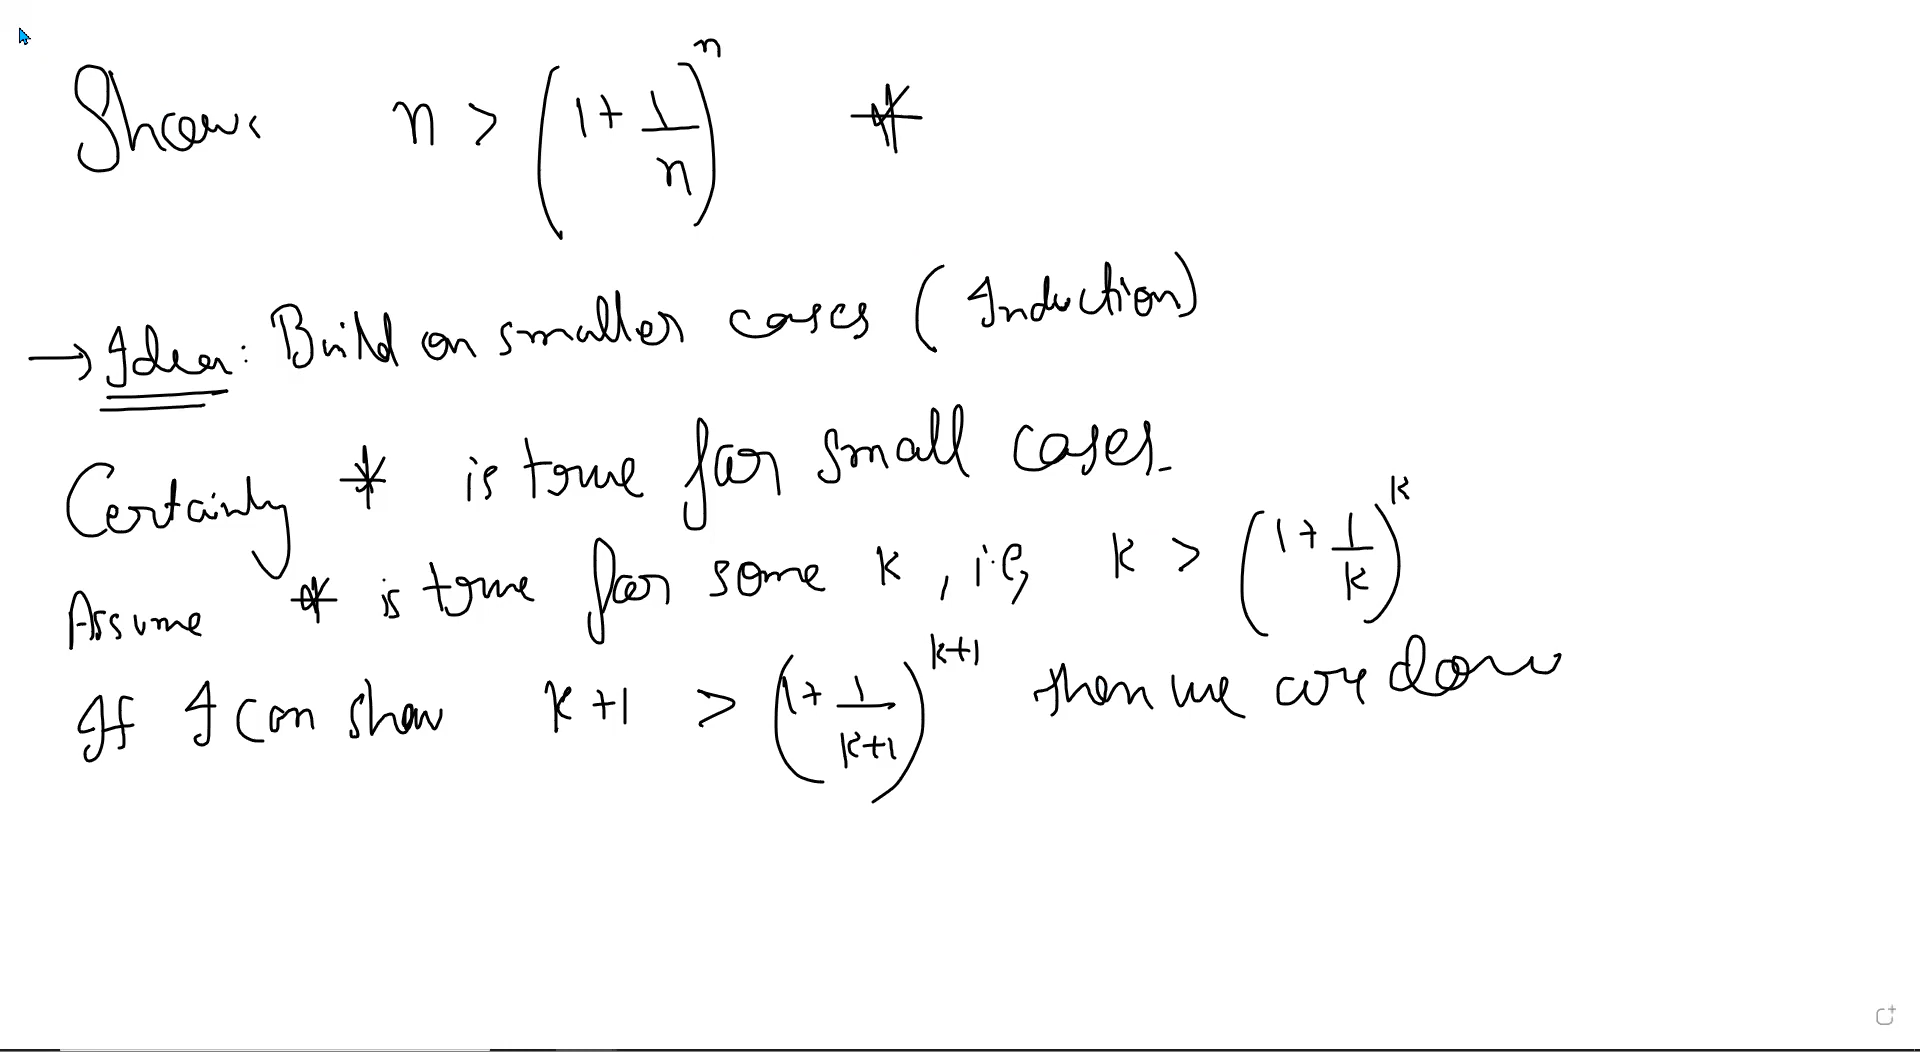 Show: n > (1 + 1/n)^n *
→ Idea: Build on smaller cases (Induction)
Certainly * is true for small cases.
Assume * is true for some k, i.e, k > (1 + 1/k)^k
If I can show k+1 > (1 + 1/(k+1))^(k+1) then we are done